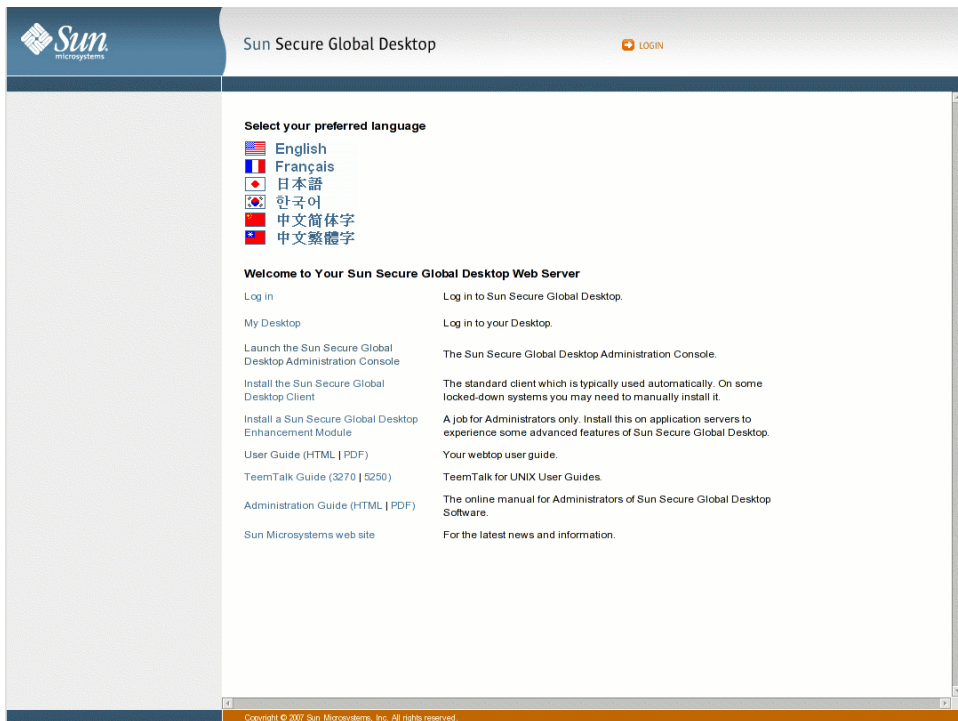 Sun
microsystems
Sun Secure Global Desktop
LOGIN
Select your preferred language
English
Français
日本語
한국어
中文简体字
中文繁體字
Welcome to Your Sun Secure Global Desktop Web Server
Log in
Log in to Sun Secure Global Desktop.
My Desktop
Log in to your Desktop.
Launch the Sun Secure Global
Desktop Administration Console
The Sun Secure Global Desktop Administration Console.
Install the Sun Secure Global
Desktop Client
The standard client which is typically used automatically. On some
locked-down systems you may need to manually install it.
Install a Sun Secure Global Desktop
Enhancement Module
A job for Administrators only. Install this on application servers to
experience some advanced features of Sun Secure Global Desktop.
User Guide (HTML | PDF)
Your webtop user guide.
TeemTalk Guide (3270 | 5250)
TeemTalk for UNIX User Guides.
Administration Guide (HTML | PDF)
The online manual for Administrators of Sun Secure Global Desktop
Software.
Sun Microsystems web site
For the latest news and information.
Copyright © 2007 Sun Microsystems, Inc. All rights reserved.